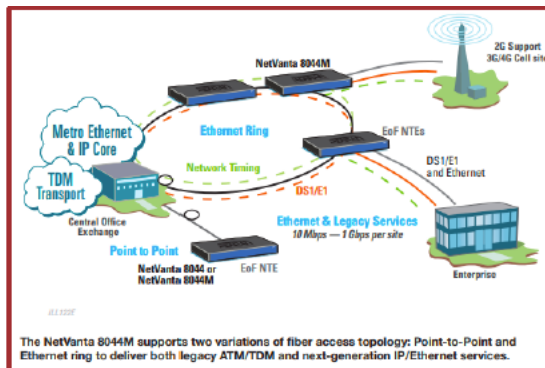 NetVanta 8044M
2G Support
3G/4G Cell site
Metro Ethernet
& IP Core
Ethernet Ring
EoF NTEs
TDM
Transport
Network Timing
DS1/E1
DS1/E1
and Ethernet
Central Office
Exchange
Ethernet & Legacy Services
10 Mbps — 1 Gbps per site
Point to Point
NetVanta 8044 or
NetVanta 8044M
EoF NTE
Enterprise
The NetVanta 8044M supports two variations of fiber access topology: Point-to-Point and
Ethernet ring to deliver both legacy ATM/TDM and next-generation IP/Ethernet services.